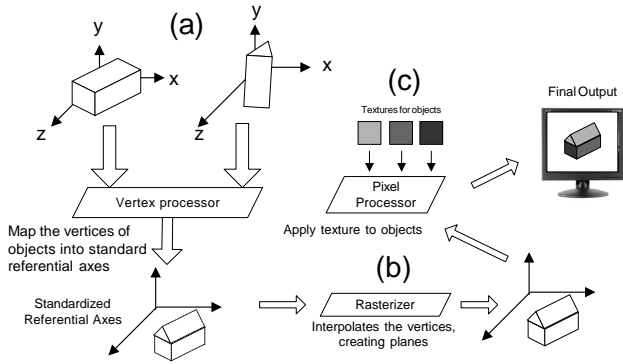 (a)
y
x
z
y
x
z
Vertex processor
Map the vertices of
objects into standard
referential axes
Standardized
Referential Axes
(b)
Rasterizer
Interpolates the vertices,
creating planes
(c)
Textures for objects
Pixel
Processor
Apply texture to objects
Final Output